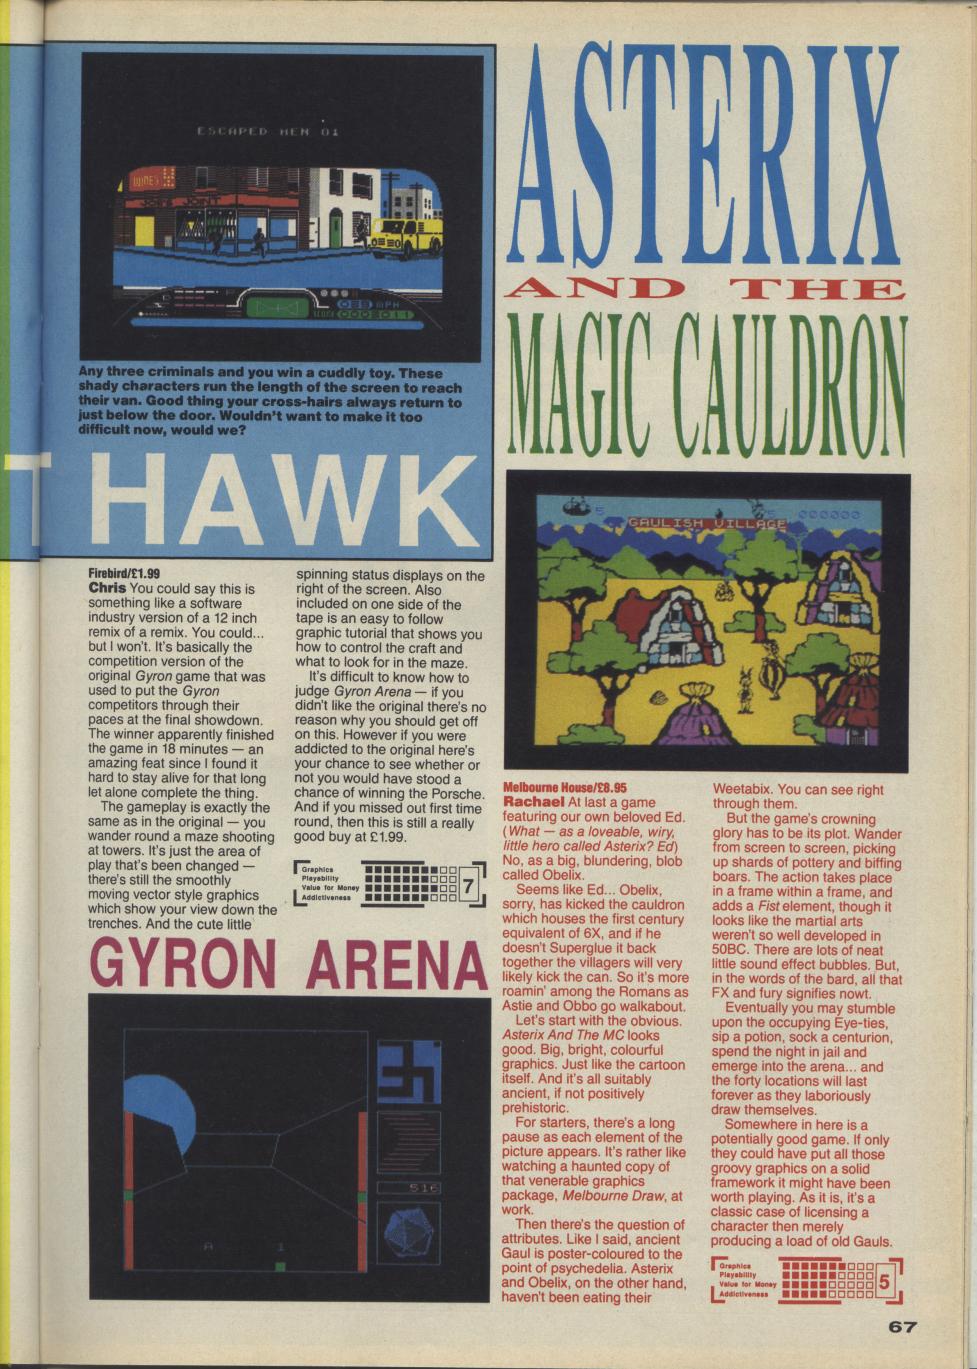 ESCAPED MEN 01
JOE'S JOINT
MPH
SCORE
Any three criminals and you win a cuddly toy. These
shady characters run the length of the screen to reach
their van. Good thing your cross-hairs always return to
just below the door. Wouldn't want to make it too
difficult now, would we?
T HAWK
Firebird/£1.99
Chris You could say this is
something like a software
industry version of a 12 inch
remix of a remix. You could...
but I won't. It's basically the
competition version of the
original Gyron game that was
used to put the Gyron
competitors through their
paces at the final showdown.
The winner apparently finished
the game in 18 minutes — an
amazing feat since I found it
hard to stay alive for that long
let alone complete the thing.
The gameplay is exactly the
same as in the original — you
wander round a maze shooting
at towers. It's just the area of
play that's been changed —
there's still the smoothly
moving vector style graphics
which show your view down the
trenches. And the cute little
spinning status displays on the
right of the screen. Also
included on one side of the
tape is an easy to follow
graphic tutorial that shows you
how to control the craft and
what to look for in the maze.
It's difficult to know how to
judge Gyron Arena — if you
didn't like the original there's no
reason why you should get off
on this. However if you were
addicted to the original here's
your chance to see whether or
not you would have stood a
chance of winning the Porsche.
And if you missed out first time
round, then this is still a really
good buy at £1.99.
Graphics
Playability
Value for Money
Addictiveness
7
GYRON ARENA
516
A 1
ASTERIX
AND THE
MAGIC CAULDRON
5 5 000000
GAULISH VILLAGE
Melbourne House/£8.95
Rachael At last a game
featuring our own beloved Ed.
(What — as a loveable, wiry,
little hero called Asterix? Ed)
No, as a big, blundering, blob
called Obelix.
Seems like Ed... Obelix,
sorry, has kicked the cauldron
which houses the first century
equivalent of 6X, and if he
doesn't Superglue it back
together the villagers will very
likely kick the can. So it's more
roamin' among the Romans as
Astie and Obbo go walkabout.
Let's start with the obvious.
Asterix And The MC looks
good. Big, bright, colourful
graphics. Just like the cartoon
itself. And it's all suitably
ancient, if not positively
prehistoric.
For starters, there's a long
pause as each element of the
picture appears. It's rather like
watching a haunted copy of
that venerable graphics
package, Melbourne Draw, at
work.
Then there's the question of
attributes. Like I said, ancient
Gaul is poster-coloured to the
point of psychedelia. Asterix
and Obelix, on the other hand,
haven't been eating their
Weetabix. You can see right
through them.
But the game's crowning
glory has to be its plot. Wander
from screen to screen, picking
up shards of pottery and biffing
boars. The action takes place
in a frame within a frame, and
adds a Fist element, though it
looks like the martial arts
weren't so well developed in
50BC. There are lots of neat
little sound effect bubbles. But,
in the words of the bard, all that
FX and fury signifies nowt.
Eventually you may stumble
upon the occupying Eye-ties,
sip a potion, sock a centurion,
spend the night in jail and
emerge into the arena... and
the forty locations will last
forever as they laboriously
draw themselves.
Somewhere in here is a
potentially good game. If only
they could have put all those
groovy graphics on a solid
framework it might have been
worth playing. As it is, it's a
classic case of licensing a
character then merely
producing a load of old Gauls.
Graphics
Playability
Value for Money
Addictiveness
5
67